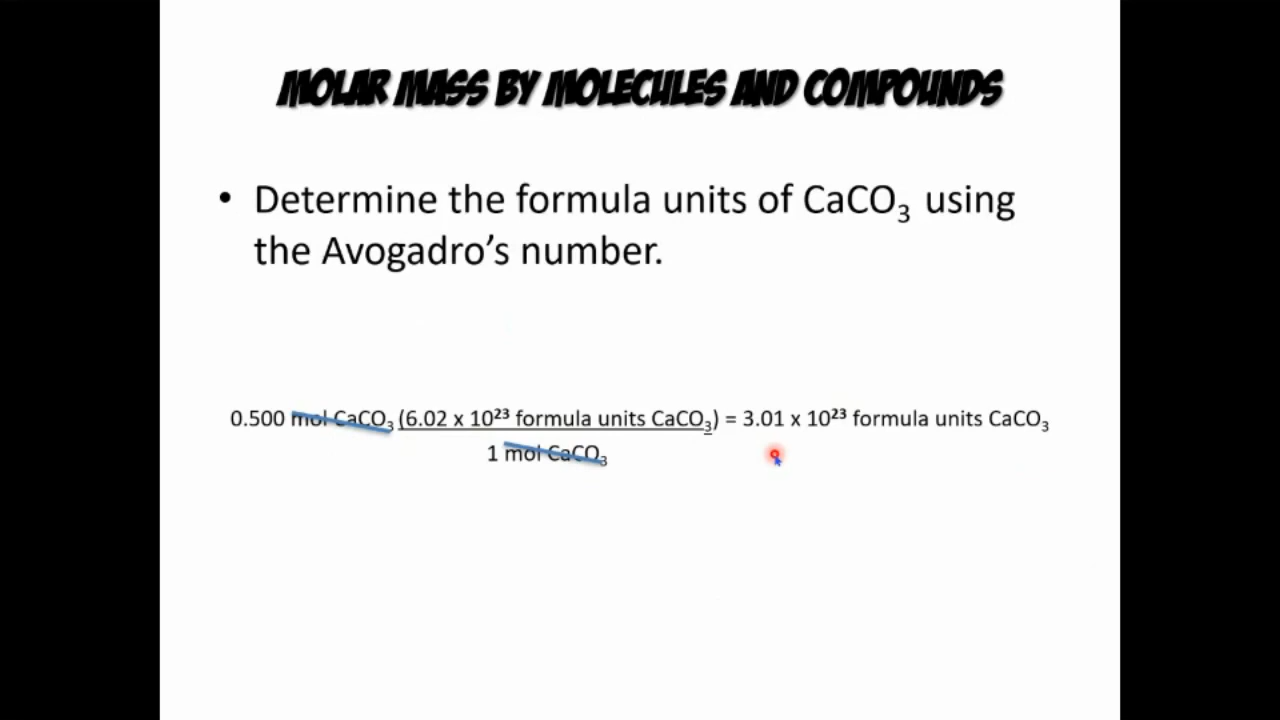 MOLAR MASS BY MOLECULES AND COMPOUNDS
• Determine the formula units of CaCO₃ using
the Avogadro’s number.
0.500 mol CaCO₃ (6.02 x 10²³ formula units CaCO₃) = 3.01 x 10²³ formula units CaCO₃
1 mol CaCO₃